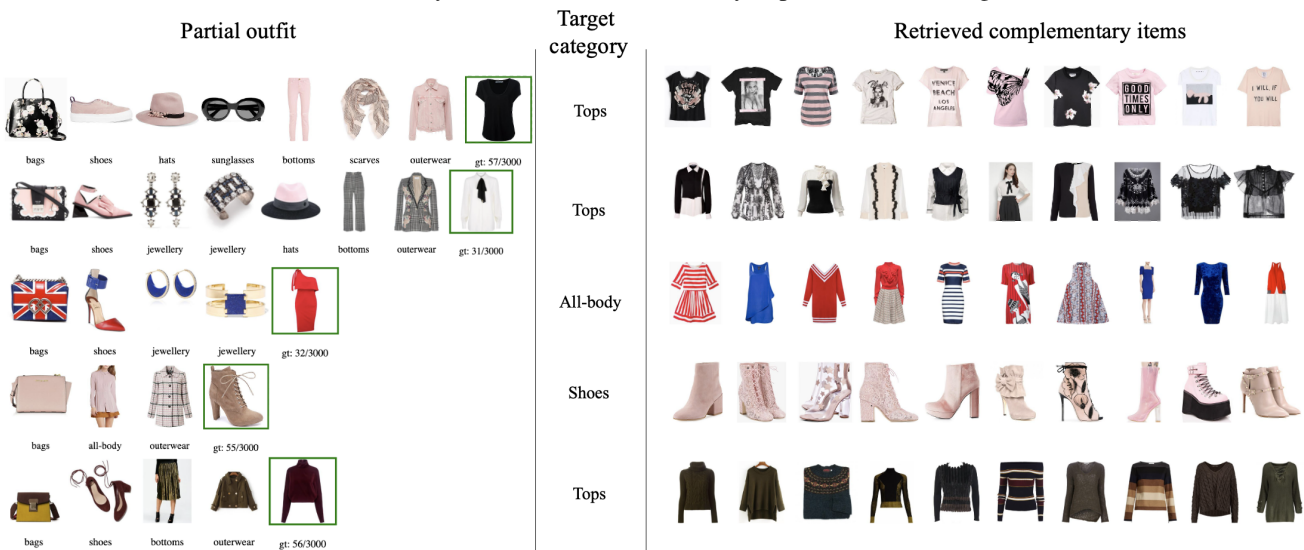 Partial outfit
Target category
Retrieved complementary items
bags shoes hats sunglasses bottoms scarves outerwear gt: 57/3000
Tops
VENICE BEACH LOS ANGELES
GOOD TIMES ONLY
I WILL, IF YOU WILL
bags shoes jewellery jewellery hats bottoms outerwear gt: 31/3000
Tops
bags shoes jewellery jewellery gt: 32/3000
All-body
bags all-body outerwear gt: 55/3000
Shoes
bags shoes bottoms outerwear gt: 56/3000
Tops